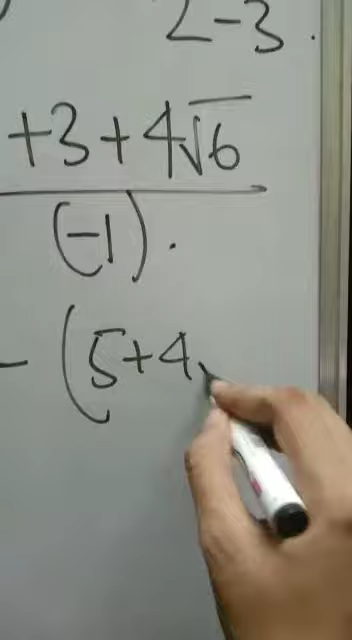 2-3.
+3+4√6
(-1).
-(5+4